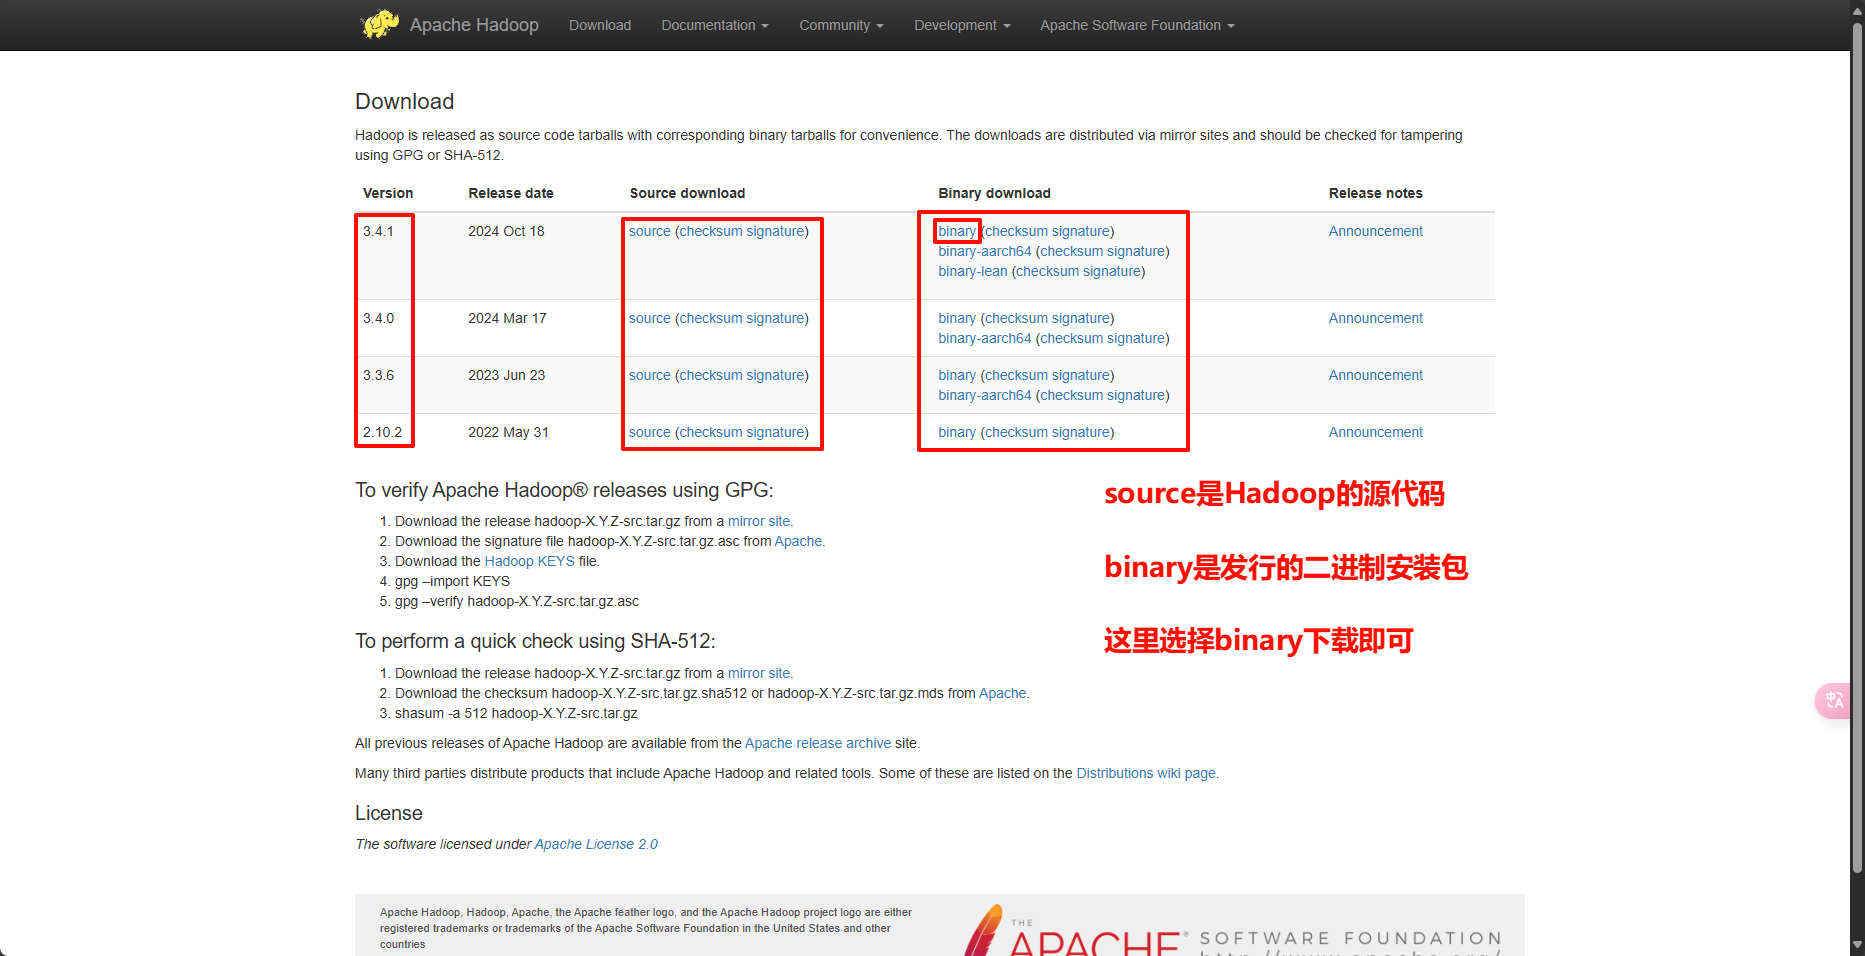 Apache Hadoop Download Documentation Community Development Apache Software Foundation
Download
Hadoop is released as source code tarballs with corresponding binary tarballs for convenience. The downloads are distributed via mirror sites and should be checked for tampering
using GPG or SHA-512.
Version Release date Source download Binary download Release notes
3.4.1 2024 Oct 18 source (checksum signature) binary (checksum signature) Announcement
binary-aarch64 (checksum signature)
binary-lean (checksum signature)
3.4.0 2024 Mar 17 source (checksum signature) binary (checksum signature) Announcement
binary-aarch64 (checksum signature)
3.3.6 2023 Jun 23 source (checksum signature) binary (checksum signature) Announcement
binary-aarch64 (checksum signature)
2.10.2 2022 May 31 source (checksum signature) binary (checksum signature) Announcement
To verify Apache Hadoop® releases using GPG:
1. Download the release hadoop-X.Y.Z-src.tar.gz from a mirror site.
2. Download the signature file hadoop-X.Y.Z-src.tar.gz.asc from Apache.
3. Download the Hadoop KEYS file.
4. gpg –import KEYS
5. gpg –verify hadoop-X.Y.Z-src.tar.gz.asc
source是Hadoop的源代码
binary是发行的二进制安装包
这里选择binary下载即可
To perform a quick check using SHA-512:
1. Download the release hadoop-X.Y.Z-src.tar.gz from a mirror site.
2. Download the checksum hadoop-X.Y.Z-src.tar.gz.sha512 or hadoop-X.Y.Z-src.tar.gz.mds from Apache.
3. shasum -a 512 hadoop-X.Y.Z-src.tar.gz
All previous releases of Apache Hadoop are available from the Apache release archive site.
Many third parties distribute products that include Apache Hadoop and related tools. Some of these are listed on the Distributions wiki page.
License
The software licensed under Apache License 2.0
Apache Hadoop, Hadoop, Apache, the Apache feather logo, and the Apache Hadoop project logo are either
registered trademarks or trademarks of the Apache Software Foundation in the United States and other
countries
THE
APACHE® SOFTWARE FOUNDATION